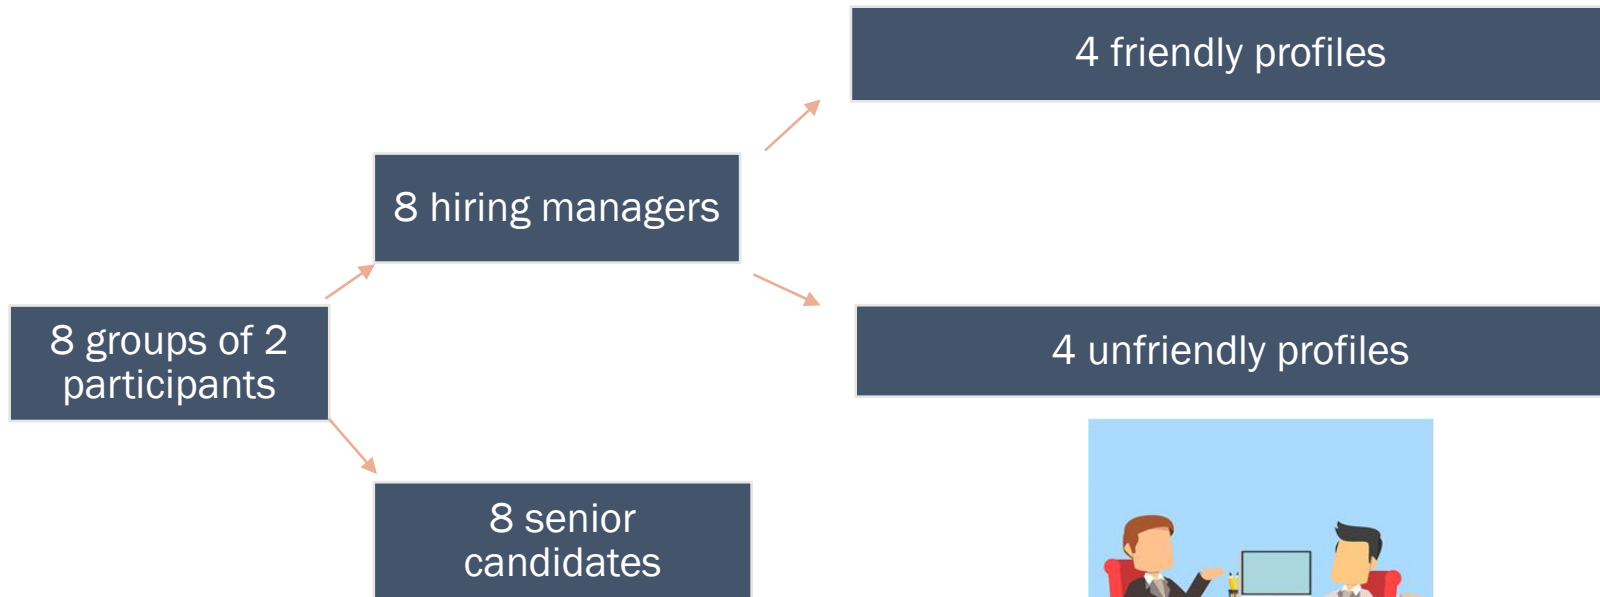 4 friendly profiles
8 hiring managers
8 groups of 2
participants
4 unfriendly profiles
8 senior
candidates